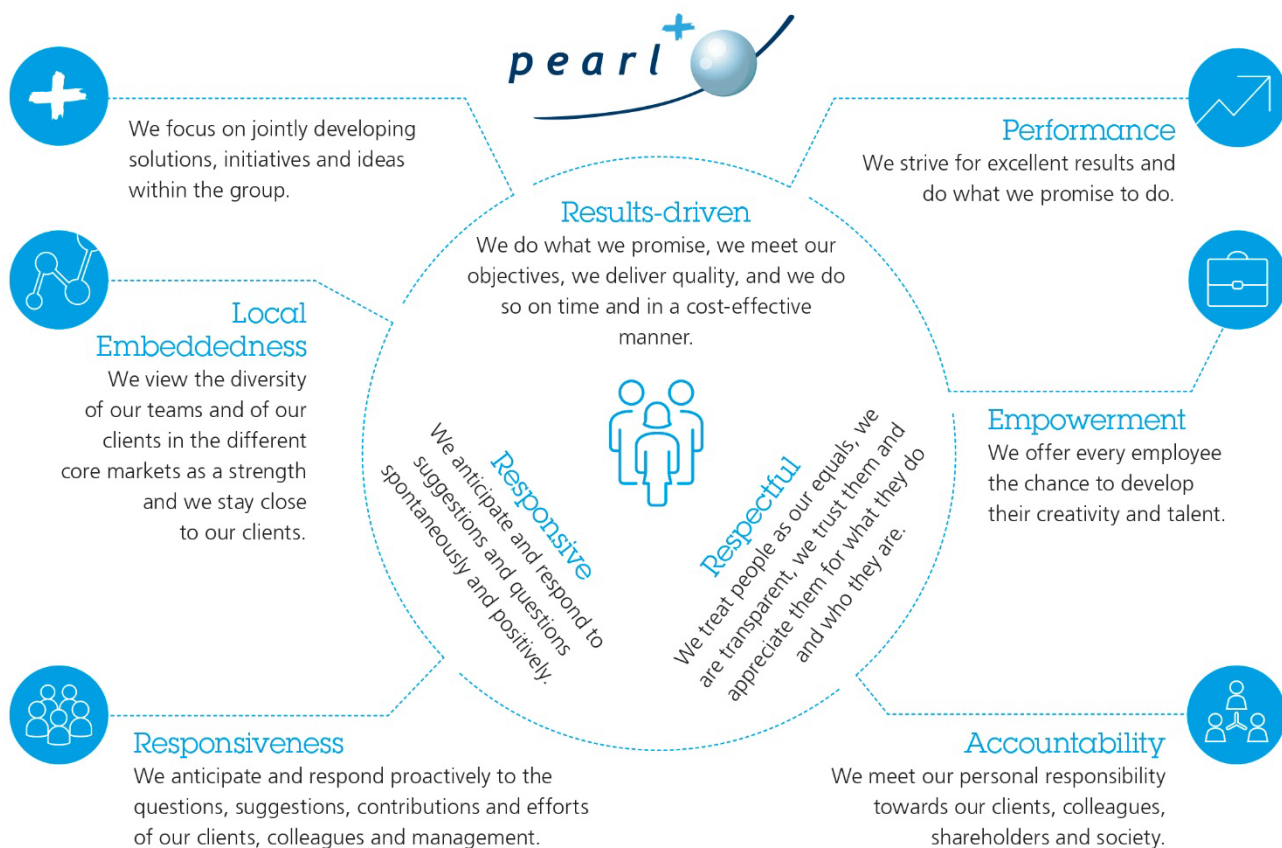 pearl+
We focus on jointly developing
solutions, initiatives and ideas
within the group.
Performance
We strive for excellent results and
do what we promise to do.
Results-driven
We do what we promise, we meet our
objectives, we deliver quality, and we do
so on time and in a cost-effective
manner.
Local
Embeddedness
We view the diversity
of our teams and of our
clients in the different
core markets as a strength
and we stay close
to our clients.
Responsive
We anticipate and respond to
suggestions and questions
spontaneously and positively.
Respectful
We treat people as our equals, we
are transparent, we trust them and
appreciate them for what they do
and who they are.
Empowerment
We offer every employee
the chance to develop
their creativity and talent.
Responsiveness
We anticipate and respond proactively to the
questions, suggestions, contributions and efforts
of our clients, colleagues and management.
Accountability
We meet our personal responsibility
towards our clients, colleagues,
shareholders and society.